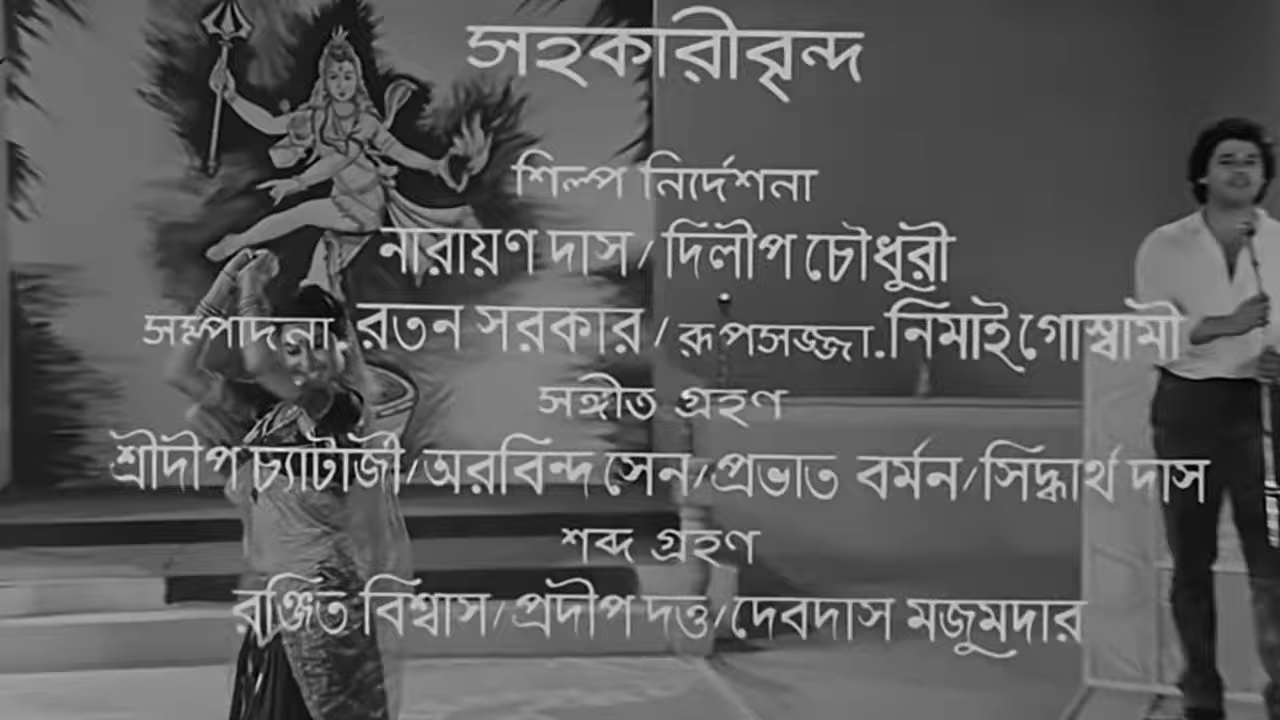 সহকারীবৃন্দ
শিল্প নির্দেশনা
নারায়ণ দাস / দিলীপ চৌধুরী
সম্পাদনা. রতন সরকার / রূপসজ্জা. নিমাই গোস্বামী
সঙ্গীত গ্রহণ
শ্রীদীপ চ্যাটার্জী / অরবিন্দ সেন / প্রভাত বর্মন / সিদ্ধার্থ দাস
শব্দ গ্রহণ
রঞ্জিত বিশ্বাস / প্রদীপ দত্ত / দেবদাস মজুমদার